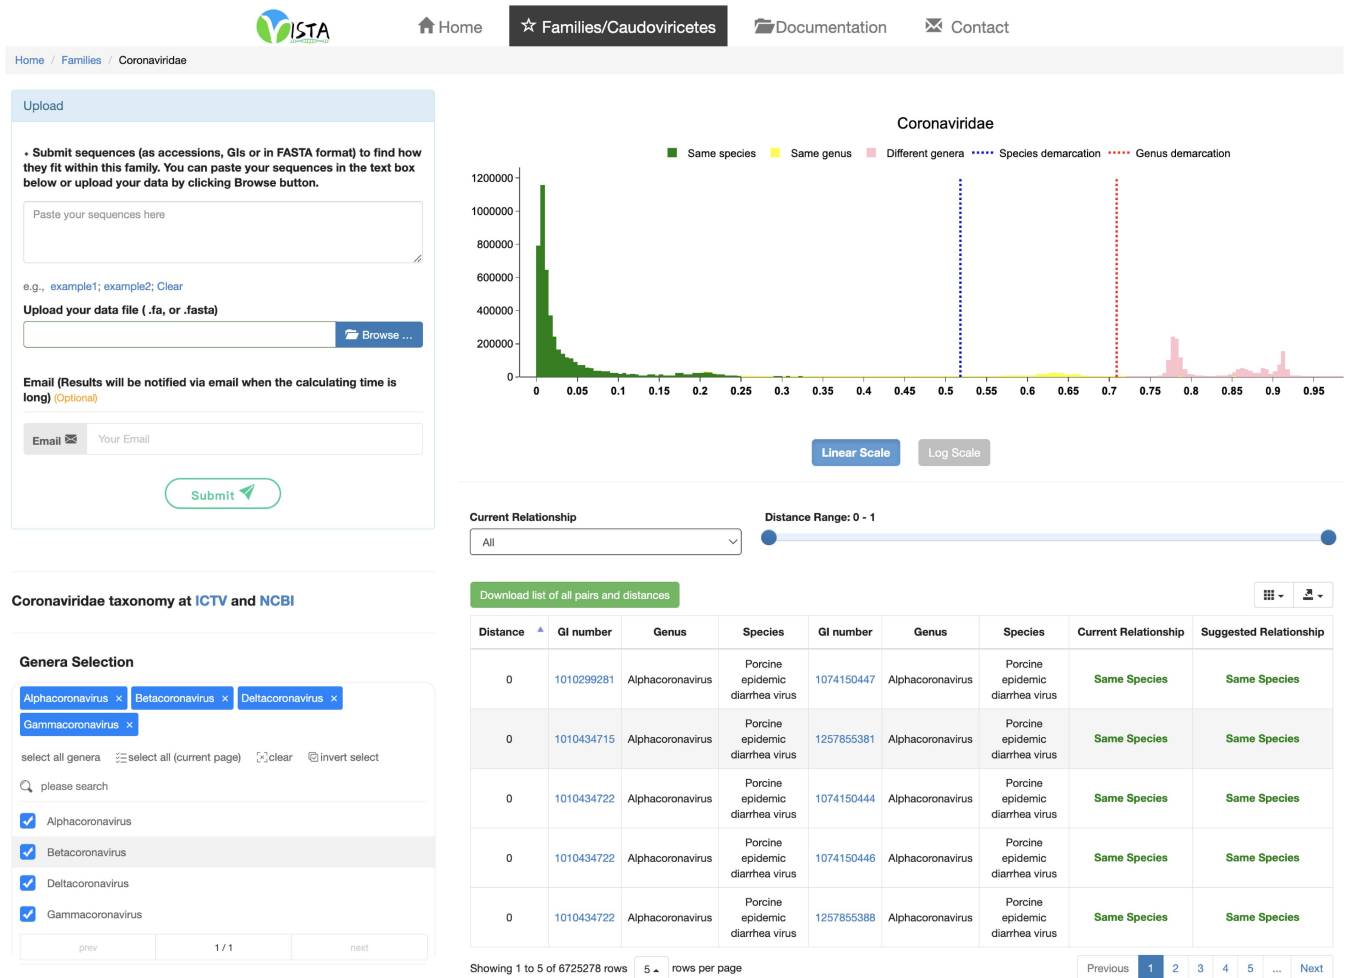 VISTA
Home
Families/Caudoviricetes
Documentation
Contact
Home / Families / Coronaviridae
Upload
• Submit sequences (as accessions, GIs or in FASTA format) to find how
they fit within this family. You can paste your sequences in the text box
below or upload your data by clicking Browse button.
Paste your sequences here
e.g., example1; example2; Clear
Upload your data file ( .fa, or .fasta)
Browse ...
Email (Results will be notified via email when the calculating time is
long) (Optional)
Email Your Email
Submit
Coronaviridae taxonomy at ICTV and NCBI
Genera Selection
Alphacoronavirus × Betacoronavirus × Deltacoronavirus ×
Gammacoronavirus ×
select all genera select all (current page) clear invert select
please search
Alphacoronavirus
Betacoronavirus
Deltacoronavirus
Gammacoronavirus
prev 1 / 1 next
Coronaviridae
Same species Same genus Different genera Species demarcation Genus demarcation
1200000
1000000
800000
600000
400000
200000
0
0 0.05 0.1 0.15 0.2 0.25 0.3 0.35 0.4 0.45 0.5 0.55 0.6 0.65 0.7 0.75 0.8 0.85 0.9 0.95
Linear Scale Log Scale
Current Relationship
All
Distance Range: 0 - 1
Download list of all pairs and distances
Distance GI number Genus Species GI number Genus Species Current Relationship Suggested Relationship
0 1010299281 Alphacoronavirus Porcine epidemic diarrhea virus 1074150447 Alphacoronavirus Porcine epidemic diarrhea virus Same Species Same Species
0 1010434715 Alphacoronavirus Porcine epidemic diarrhea virus 1257855381 Alphacoronavirus Porcine epidemic diarrhea virus Same Species Same Species
0 1010434722 Alphacoronavirus Porcine epidemic diarrhea virus 1074150444 Alphacoronavirus Porcine epidemic diarrhea virus Same Species Same Species
0 1010434722 Alphacoronavirus Porcine epidemic diarrhea virus 1074150446 Alphacoronavirus Porcine epidemic diarrhea virus Same Species Same Species
0 1010434722 Alphacoronavirus Porcine epidemic diarrhea virus 1257855388 Alphacoronavirus Porcine epidemic diarrhea virus Same Species Same Species
Showing 1 to 5 of 6725278 rows 5 rows per page
Previous 1 2 3 4 5 ... Next